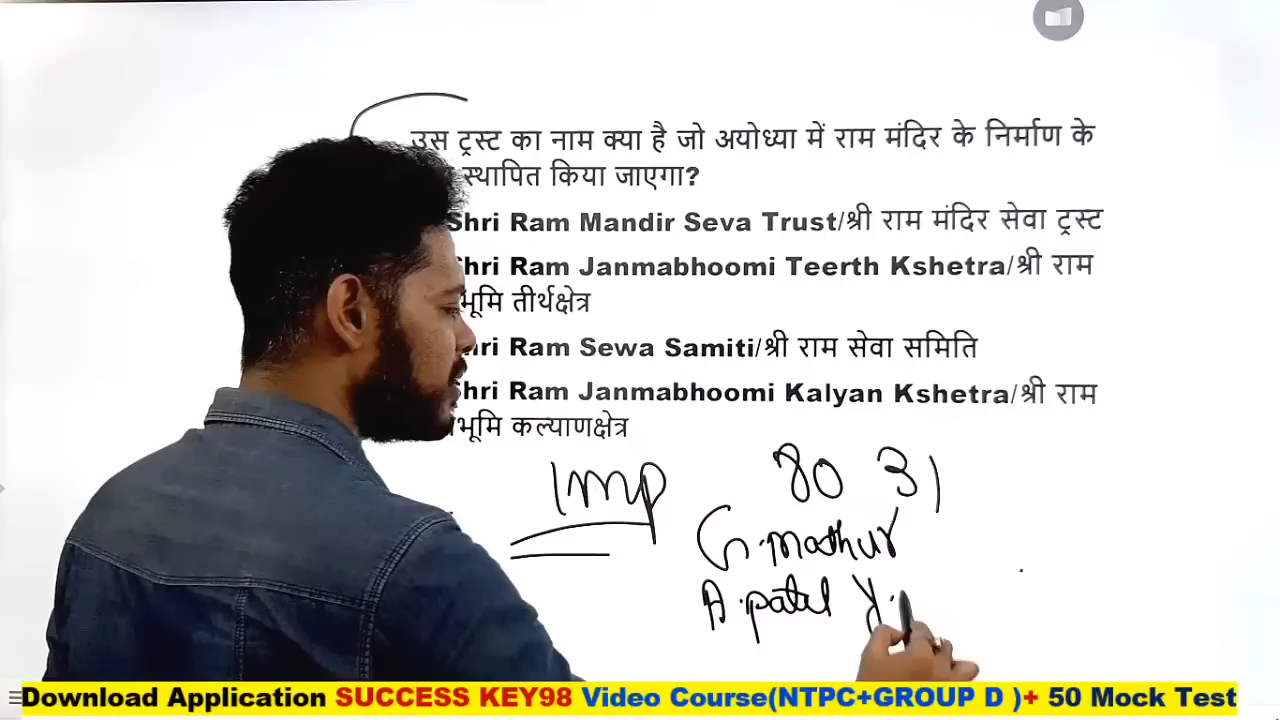 उस ट्रस्ट का नाम क्या है जो अयोध्या में राम मंदिर के निर्माण के
स्थापित किया जाएगा?
Shri Ram Mandir Seva Trust/श्री राम मंदिर सेवा ट्रस्ट
Shri Ram Janmabhoomi Teerth Kshetra/श्री राम
भूमि तीर्थक्षेत्र
Shri Ram Sewa Samiti/श्री राम सेवा समिति
Shri Ram Janmabhoomi Kalyan Kshetra/श्री राम
भूमि कल्याणक्षेत्र
Imp 80 31
G.mathur
A.patel Y.
Download Application SUCCESS KEY98 Video Course(NTPC+GROUP D )+ 50 Mock Test